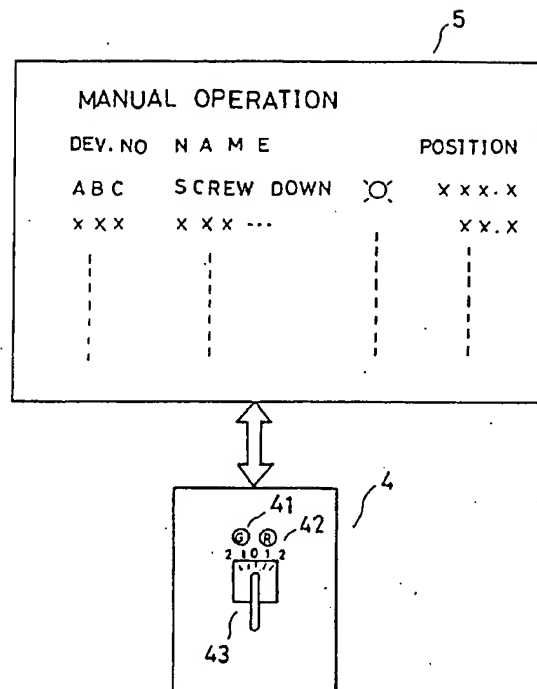 5
MANUAL OPERATION
DEV. NO NAME POSITION
ABC SCREW DOWN xxx.x
xxx xxx... xx.x
4
41
G R 42
2 1 0 1 2
43